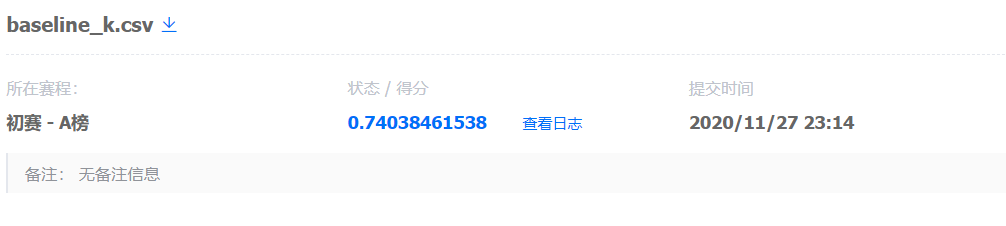 baseline_k.csv
所在赛程： 状态 / 得分 提交时间
初赛 - A榜 0.74038461538 查看日志 2020/11/27 23:14
备注： 无备注信息